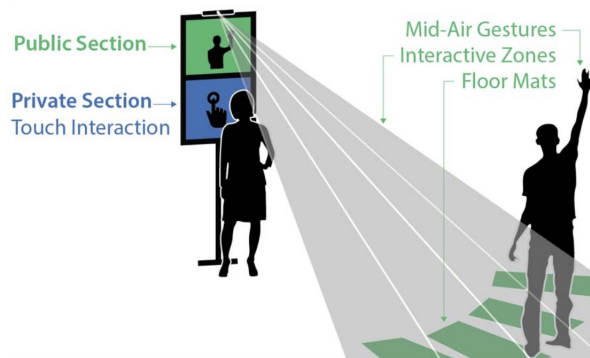 Public Section
Private Section
Touch Interaction
Mid-Air Gestures
Interactive Zones
Floor Mats